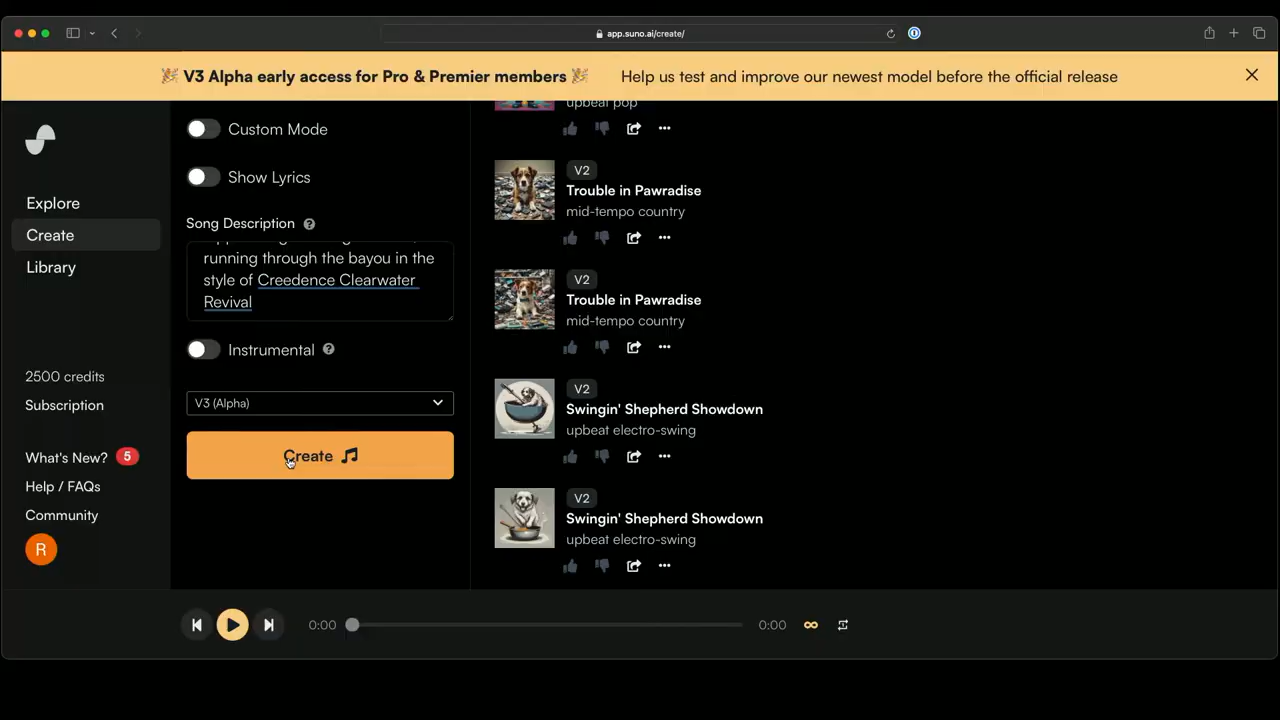 app.suno.ai/create/
V3 Alpha early access for Pro & Premier members
Help us test and improve our newest model before the official release
Explore
Create
Library
2500 credits
Subscription
What's New? 5
Help / FAQs
Community
R
Custom Mode
Show Lyrics
Song Description ?
running through the bayou in the
style of Creedence Clearwater
Revival
Instrumental ?
V3 (Alpha)
Create
upbeat pop
V2
Trouble in Pawradise
mid-tempo country
V2
Trouble in Pawradise
mid-tempo country
V2
Swingin' Shepherd Showdown
upbeat electro-swing
V2
Swingin' Shepherd Showdown
upbeat electro-swing
0:00
0:00